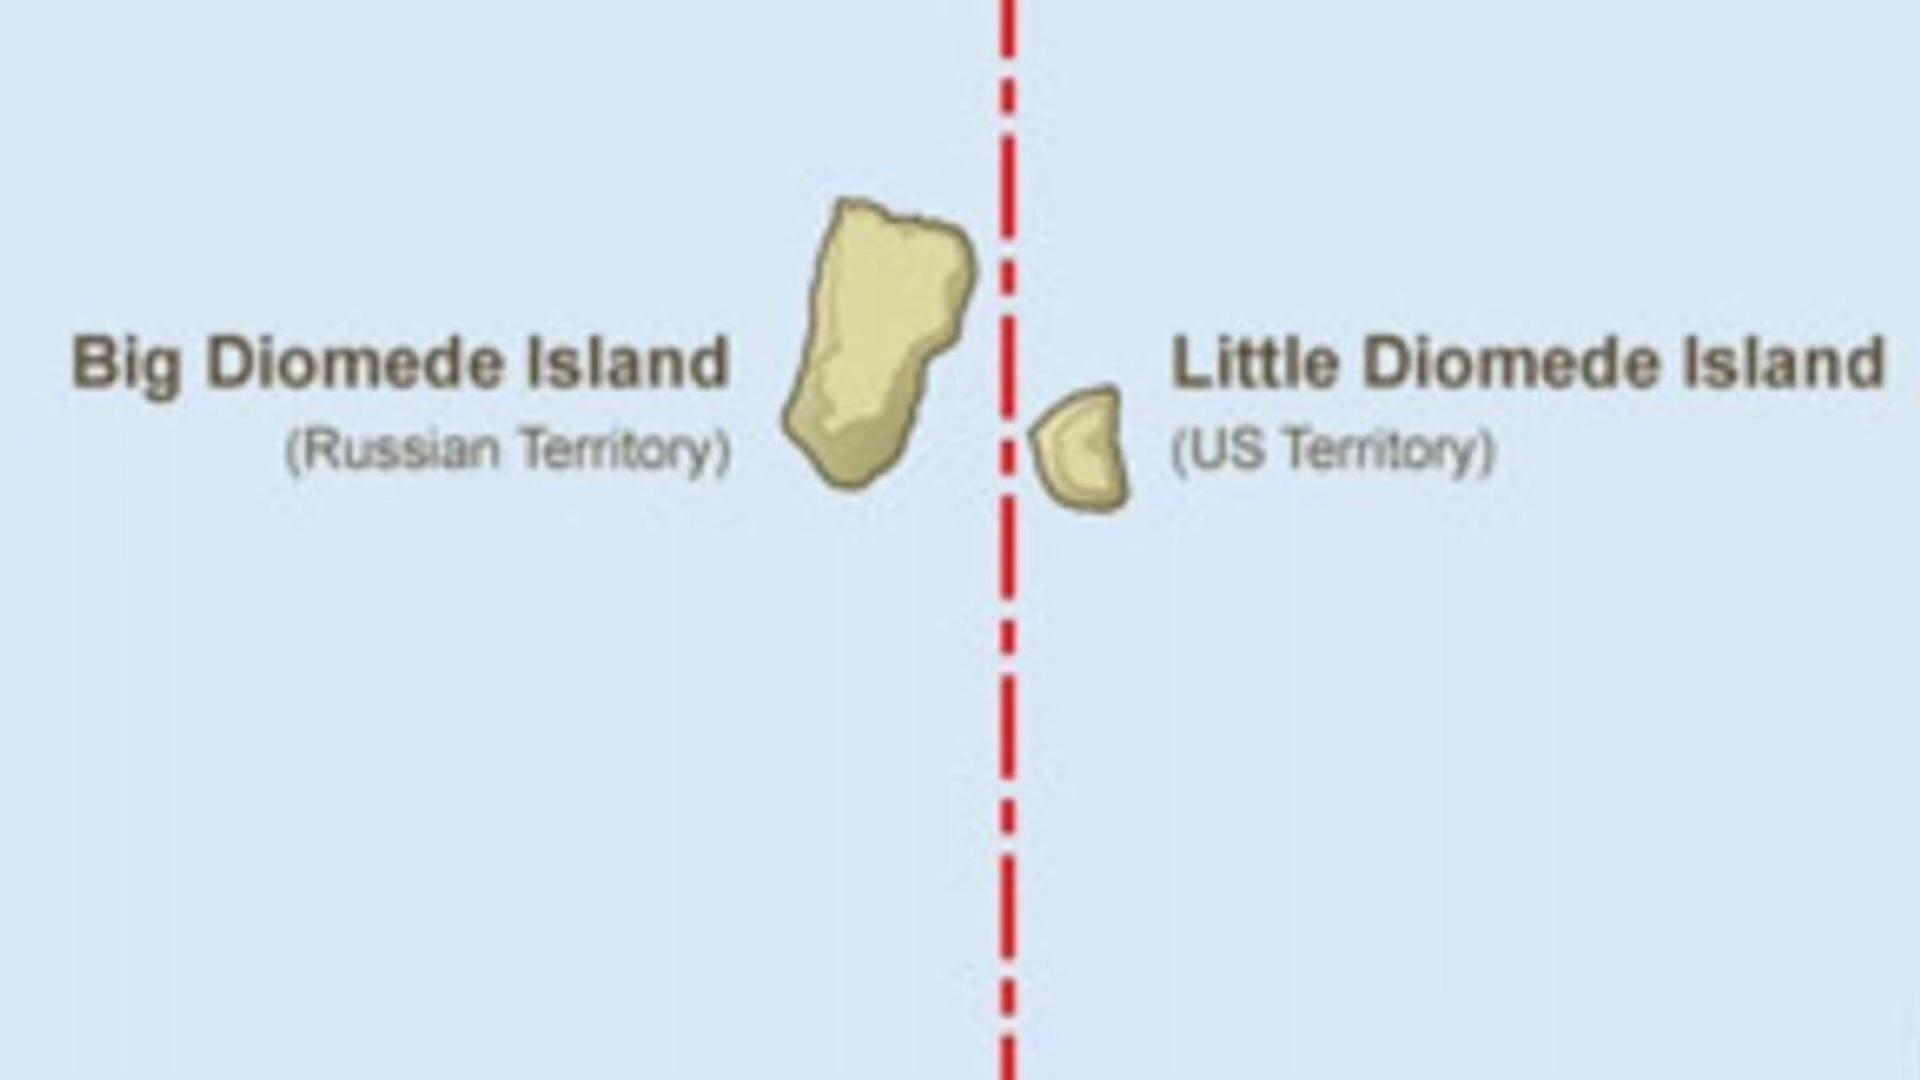 Big Diomede Island
(Russian Territory)
Little Diomede Island
(US Territory)